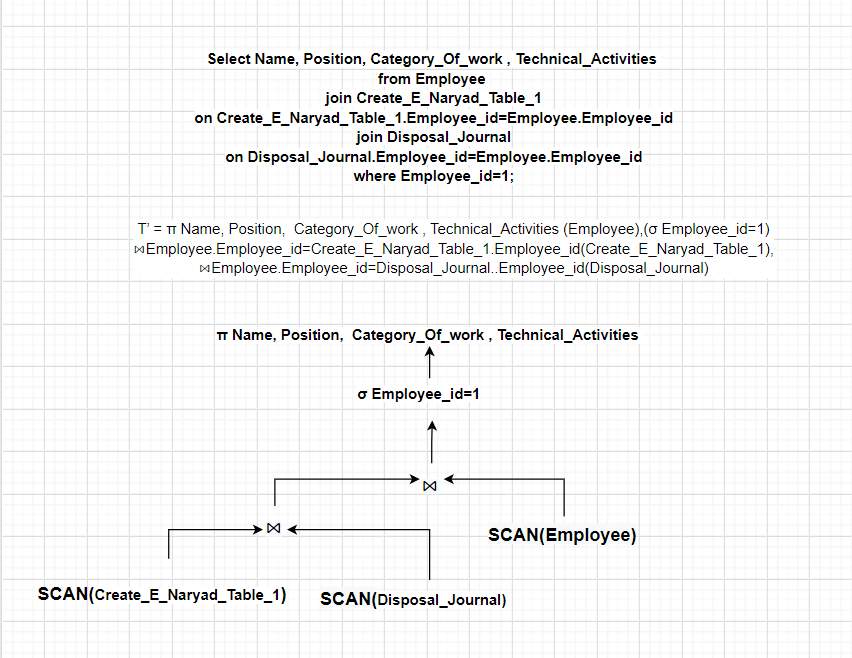 Select Name, Position, Category_Of_work , Technical_Activities
from Employee
join Create_E_Naryad_Table_1
on Create_E_Naryad_Table_1.Employee_id=Employee.Employee_id
join Disposal_Journal
on Disposal_Journal.Employee_id=Employee.Employee_id
where Employee_id=1;
T' = π Name, Position,  Category_Of_work , Technical_Activities (Employee),(σ Employee_id=1)
⋈Employee.Employee_id=Create_E_Naryad_Table_1.Employee_id(Create_E_Naryad_Table_1),
⋈Employee.Employee_id=Disposal_Journal..Employee_id(Disposal_Journal)
π Name, Position,  Category_Of_work , Technical_Activities
σ Employee_id=1
⋈
⋈
SCAN(Employee)
SCAN(Create_E_Naryad_Table_1)
SCAN(Disposal_Journal)